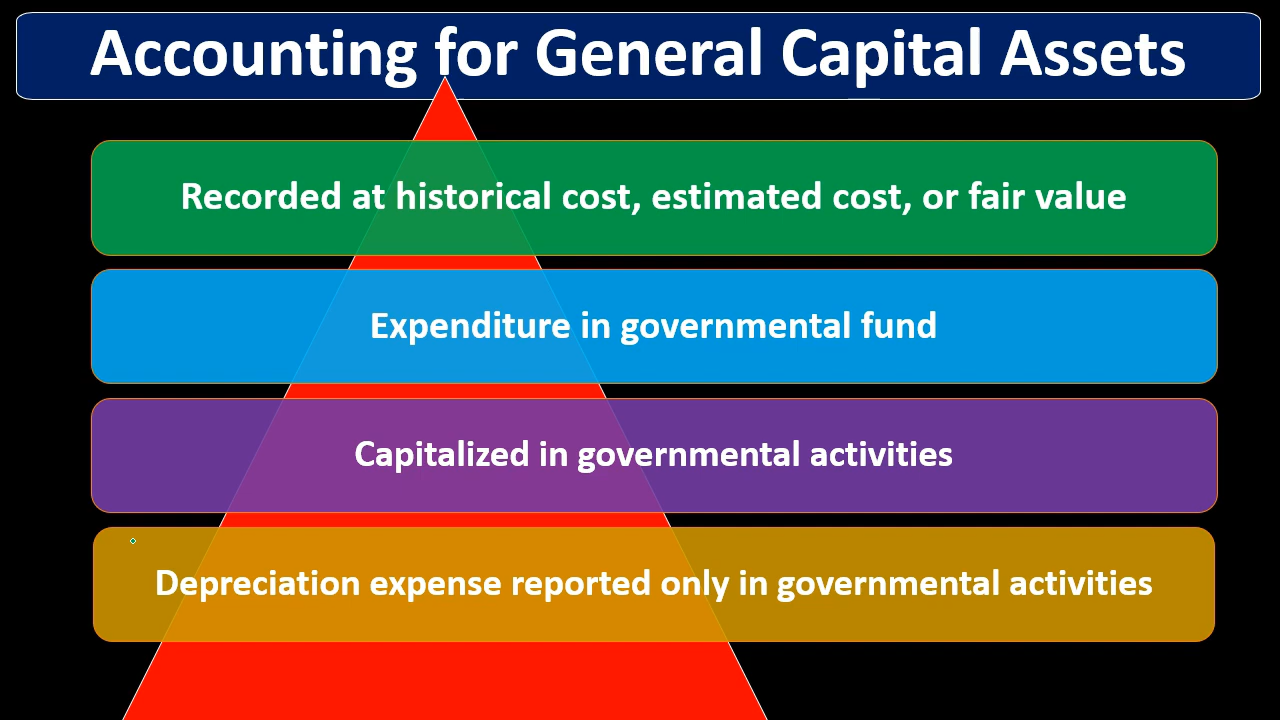 Accounting for General Capital Assets
Recorded at historical cost, estimated cost, or fair value
Expenditure in governmental fund
Capitalized in governmental activities
Depreciation expense reported only in governmental activities